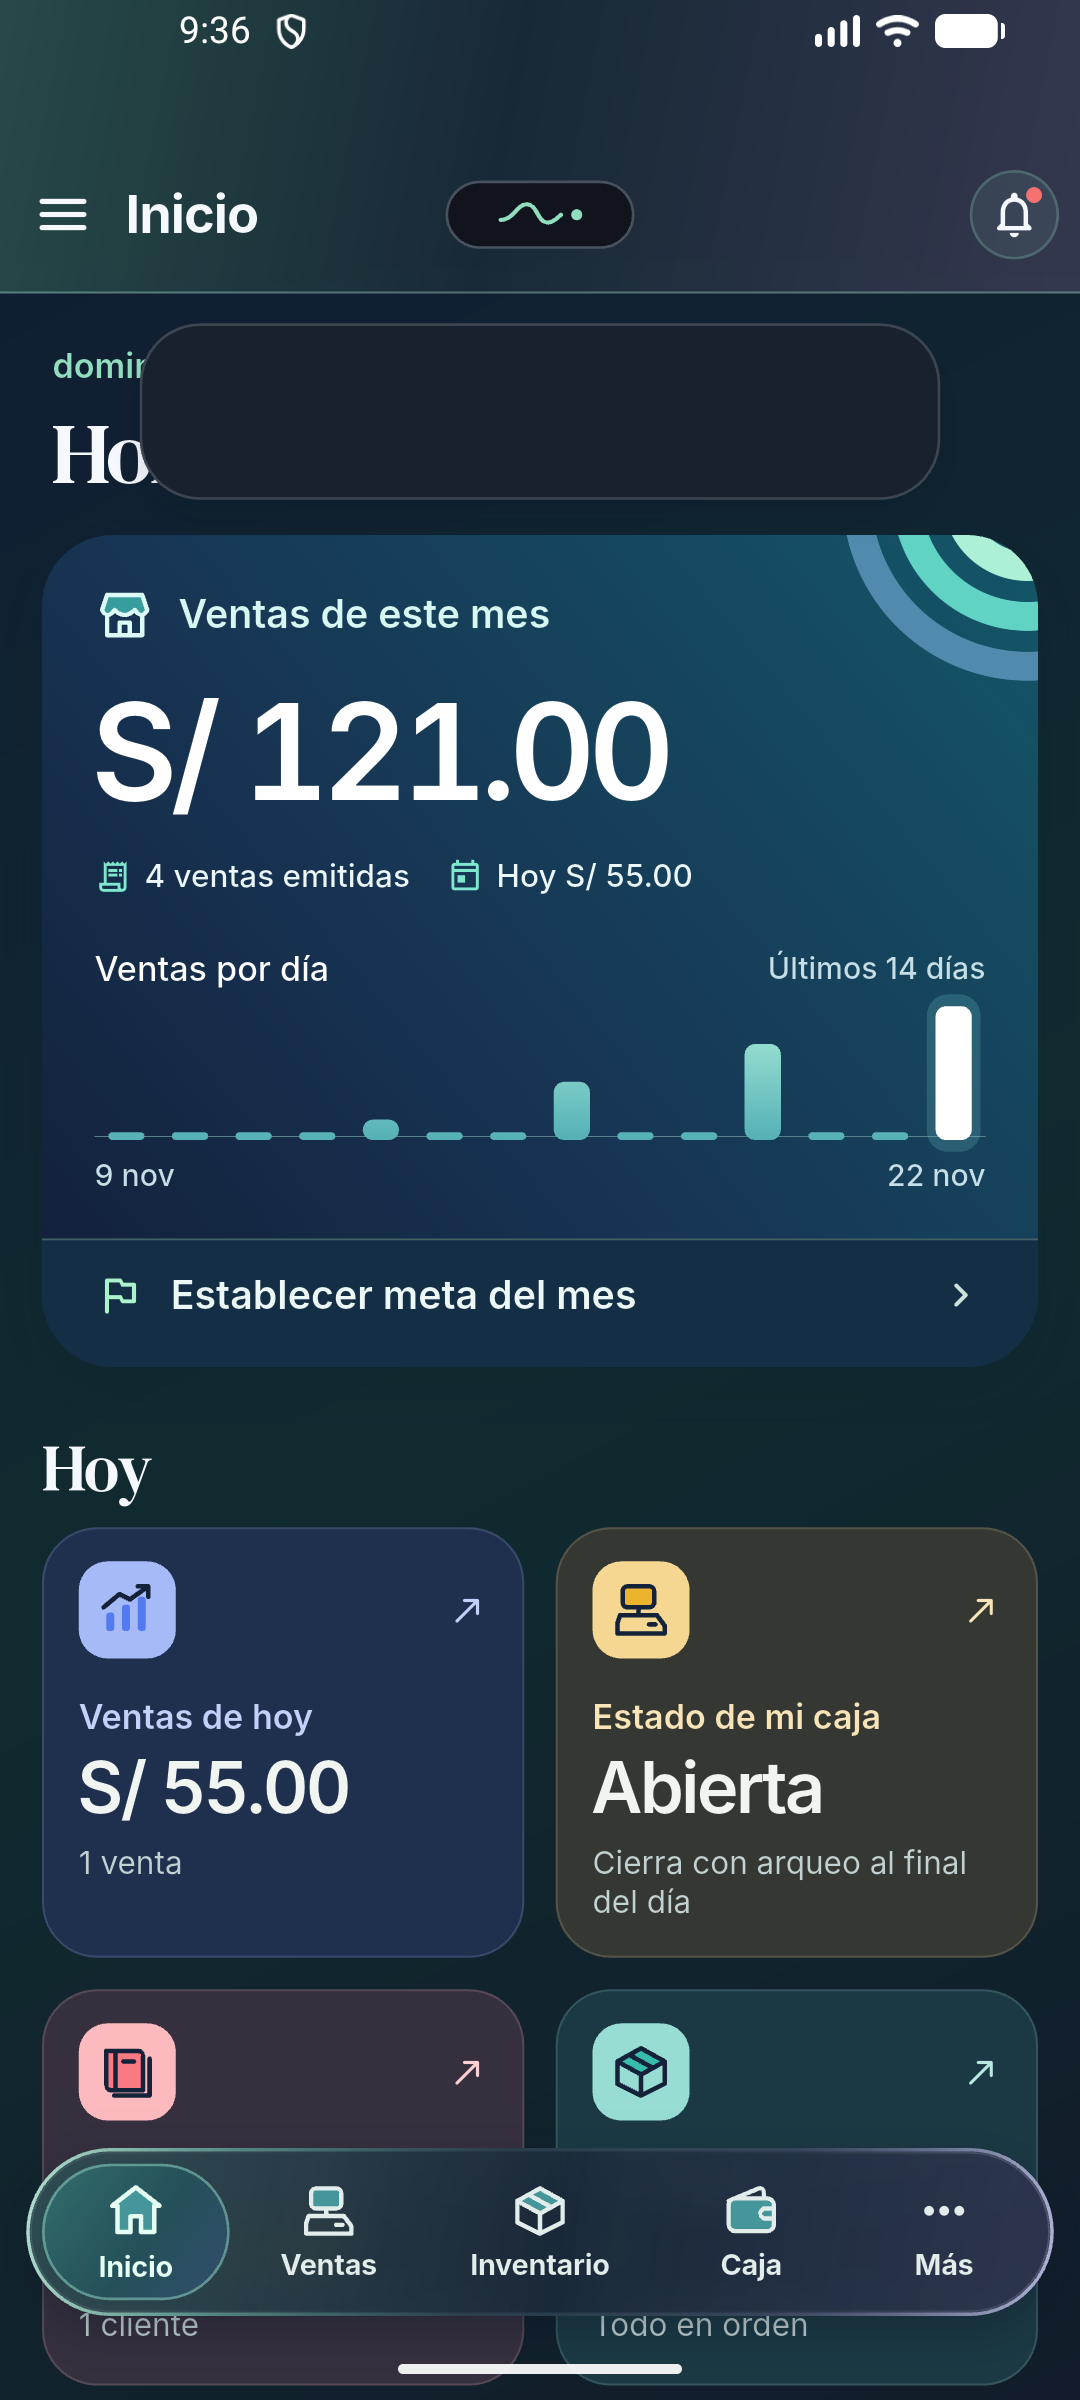 9:36
Inicio
Ventas de este mes
S/ 121.00
4 ventas emitidas
Hoy S/ 55.00
Ventas por día
Últimos 14 días
9 nov
22 nov
Establecer meta del mes
Hoy
Ventas de hoy
S/ 55.00
1 venta
Estado de mi caja
Abierta
Cierra con arqueo al final
del día
Inicio
Ventas
Inventario
Caja
Más
1 cliente
Todo en orden